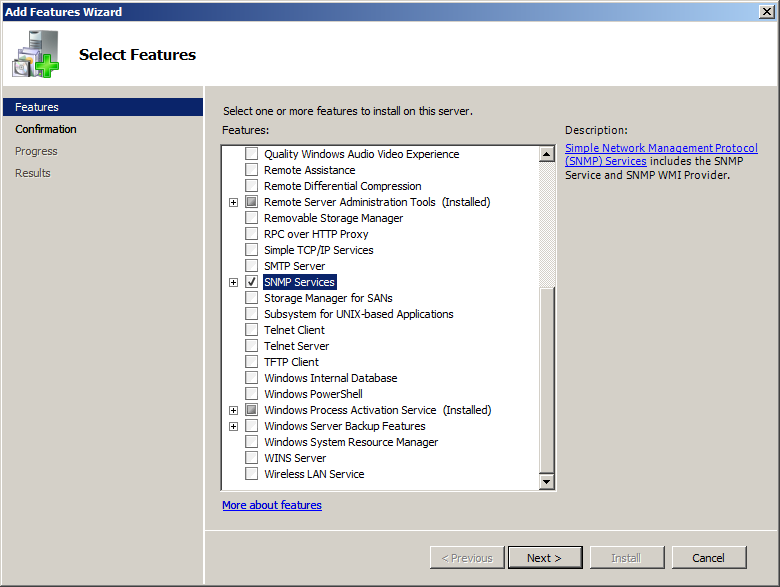 Add Features Wizard
Select Features
Features
Confirmation
Progress
Results
Select one or more features to install on this server.
Features:
Quality Windows Audio Video Experience
Remote Assistance
Remote Differential Compression
Remote Server Administration Tools (Installed)
Removable Storage Manager
RPC over HTTP Proxy
Simple TCP/IP Services
SMTP Server
SNMP Services
Storage Manager for SANs
Subsystem for UNIX-based Applications
Telnet Client
Telnet Server
TFTP Client
Windows Internal Database
Windows PowerShell
Windows Process Activation Service (Installed)
Windows Server Backup Features
Windows System Resource Manager
WINS Server
Wireless LAN Service
More about features
Description:
Simple Network Management Protocol
(SNMP) Services includes the SNMP
Service and SNMP WMI Provider.
< Previous
Next >
Install
Cancel